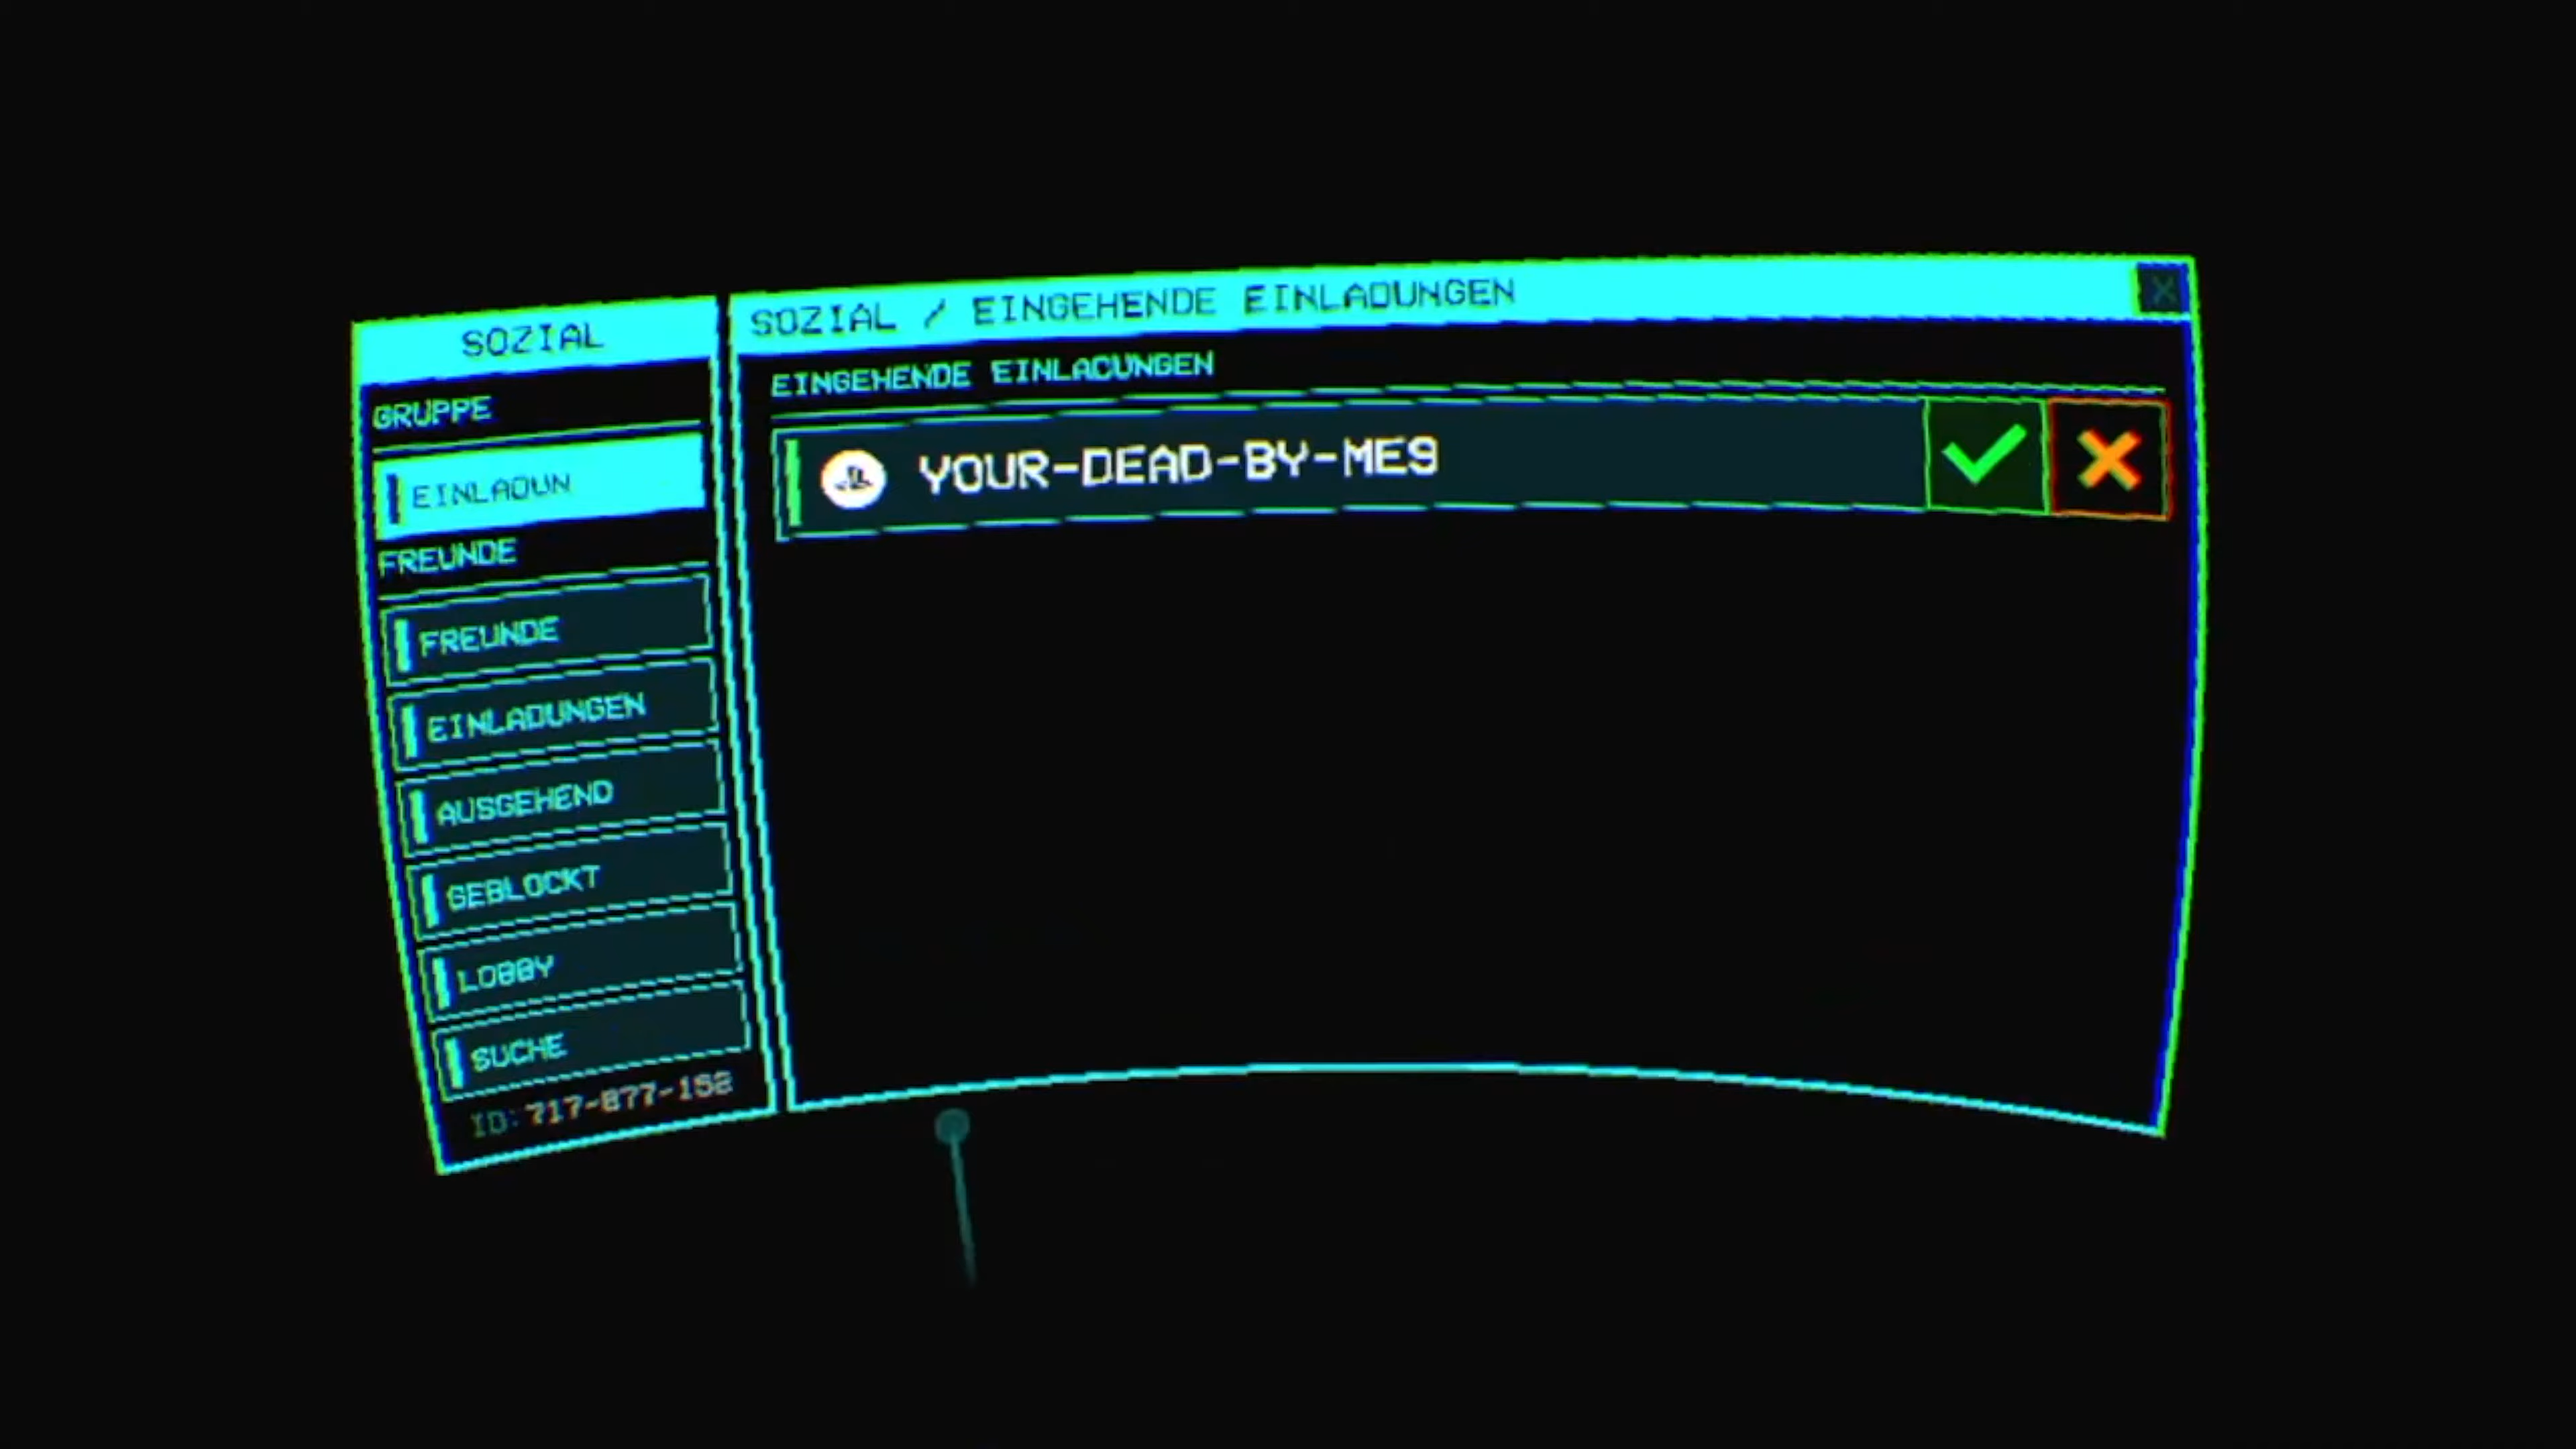 SOZIAL
GRUPPE
EINLADUN
FREUNDE
FREUNDE
EINLADUNGEN
AUSGEHEND
GEBLOCKT
LOBBY
SUCHE
ID: 717-877-152
SOZIAL / EINGEHENDE EINLADUNGEN
X
EINGEHENDE EINLADUNGEN
YOUR-DEAD-BY-ME9